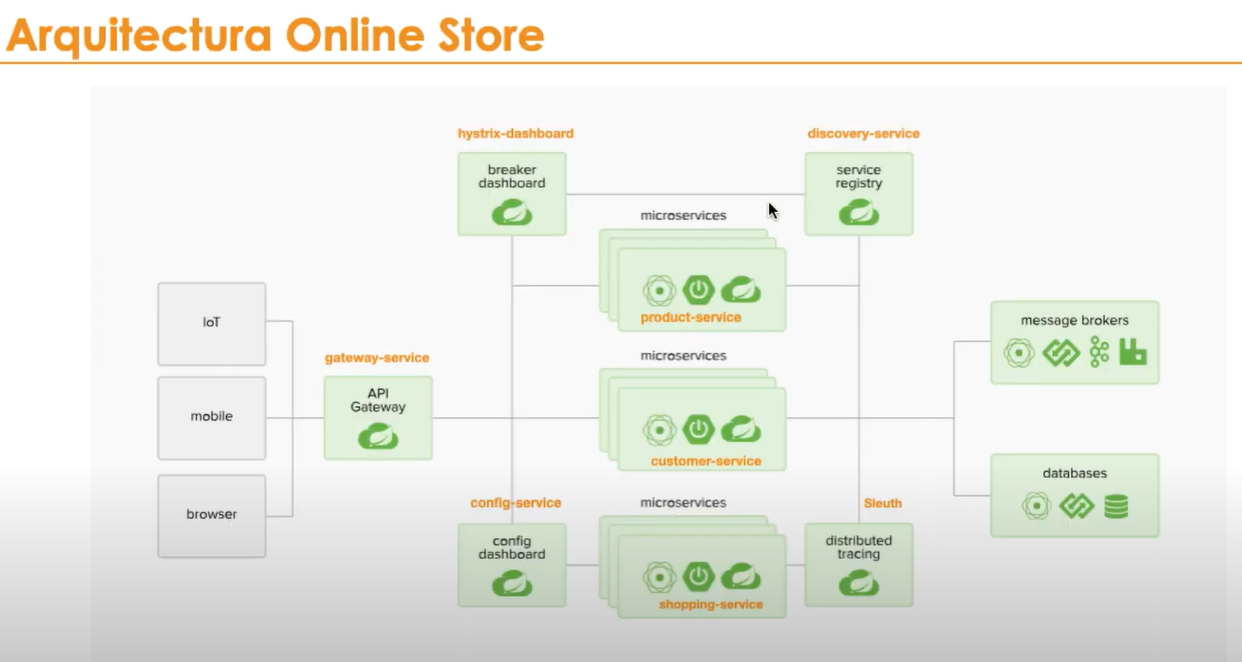 Arquitectura Online Store
hystrix-dashboard
discovery-service
breaker
dashboard
service
registry
microservices
product-service
IoT
mobile
browser
gateway-service
API
Gateway
microservices
customer-service
message brokers
databases
config-service
config
dashboard
microservices
shopping-service
Sleuth
distributed
tracing